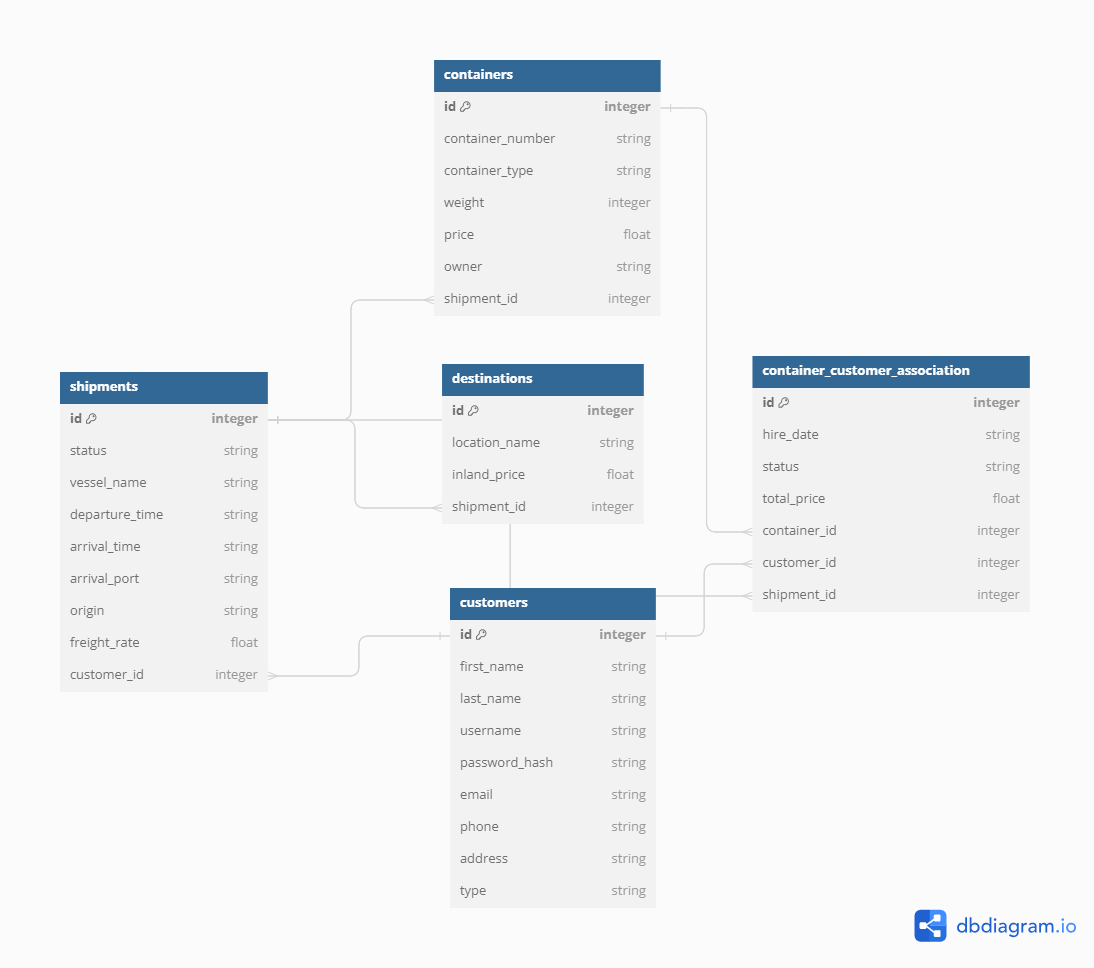 containers
id integer
container_number string
container_type string
weight integer
price float
owner string
shipment_id integer
shipments
id integer
status string
vessel_name string
departure_time string
arrival_time string
arrival_port string
origin string
freight_rate float
customer_id integer
destinations
id integer
location_name string
inland_price float
shipment_id integer
container_customer_association
id integer
hire_date string
status string
total_price float
container_id integer
customer_id integer
shipment_id integer
customers
id integer
first_name string
last_name string
username string
password_hash string
email string
phone string
address string
type string
dbdiagram.io